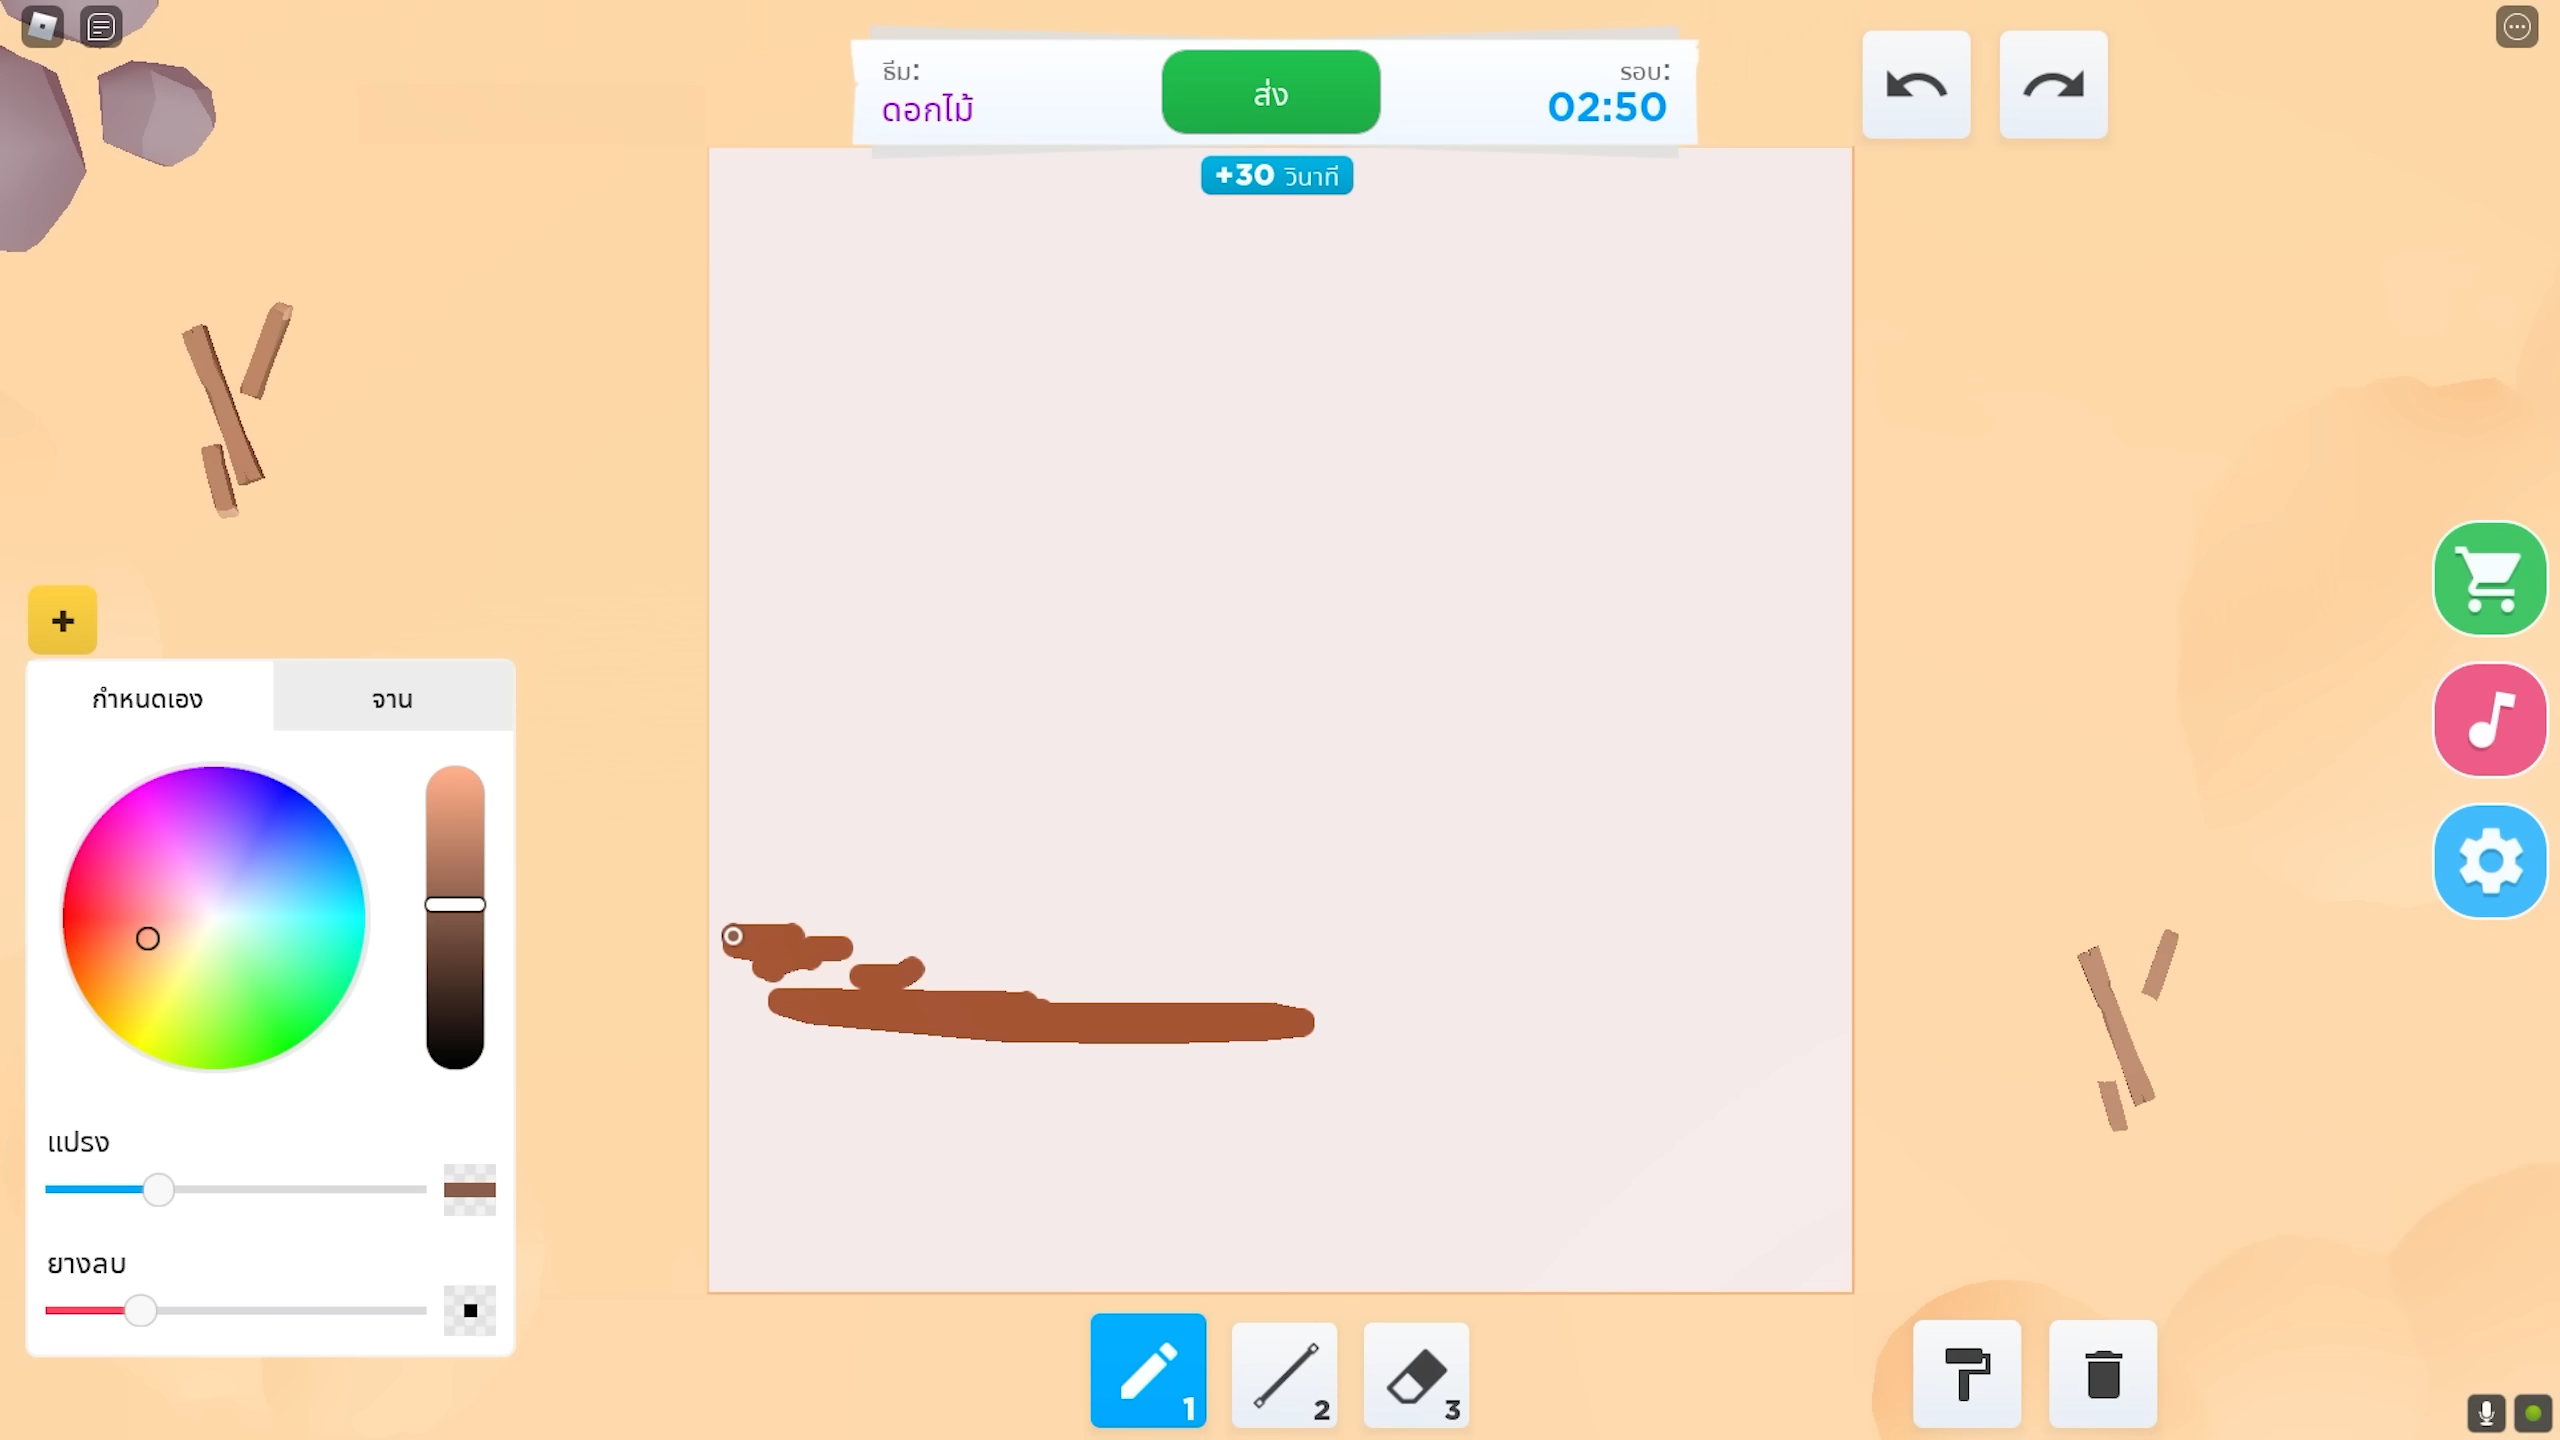 ธีม:
ดอกไม้
ส่ง
รอบ:
02:50
+30 วินาที
+
กำหนดเอง
จาน
แปรง
ยางลบ
1
2
3